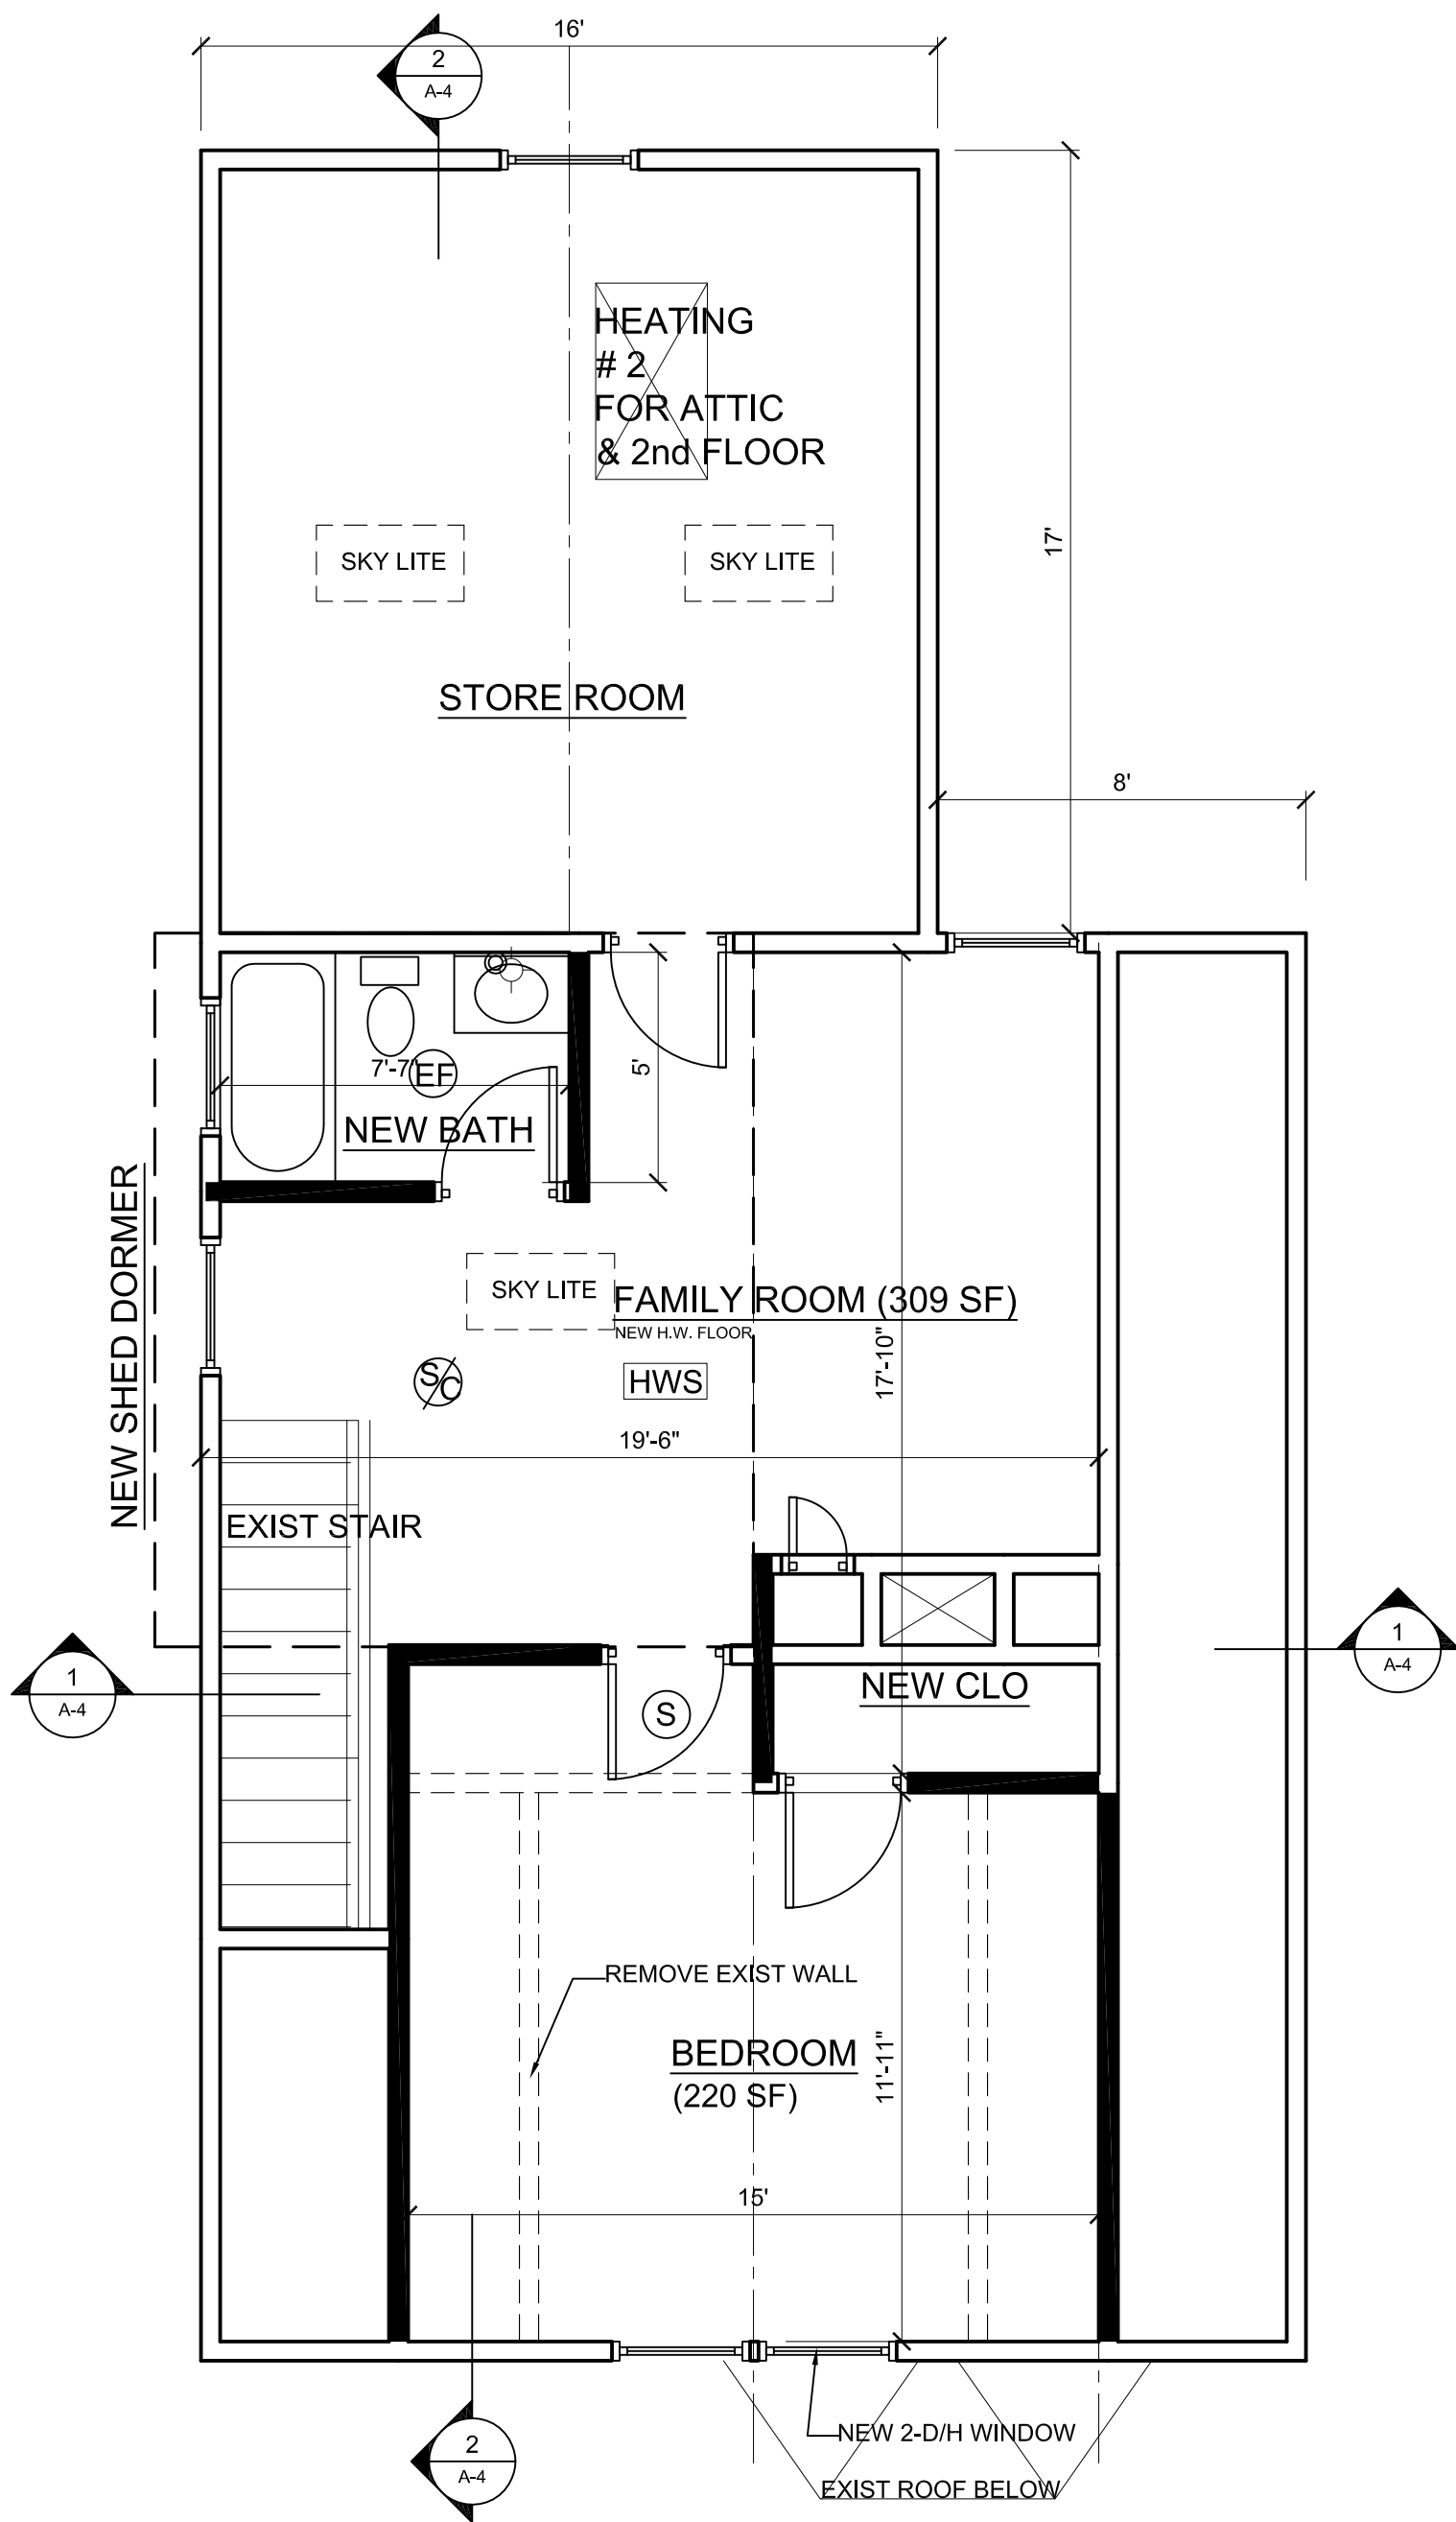 16'
2
A-4
HEATING
# 2
FOR ATTIC
& 2nd FLOOR
17'
SKY LITE
SKY LITE
STORE ROOM
8'
7'-7"
EF
5'
NEW BATH
NEW SHED DORMER
SKY LITE
FAMILY ROOM (309 SF)
NEW H.W. FLOOR
17'-10"
S/C
HWS
19'-6"
EXIST STAIR
1
A-4
1
A-4
NEW CLO
S
REMOVE EXIST WALL
BEDROOM
(220 SF)
11'-11"
15'
2
A-4
NEW 2-D/H WINDOW
EXIST ROOF BELOW